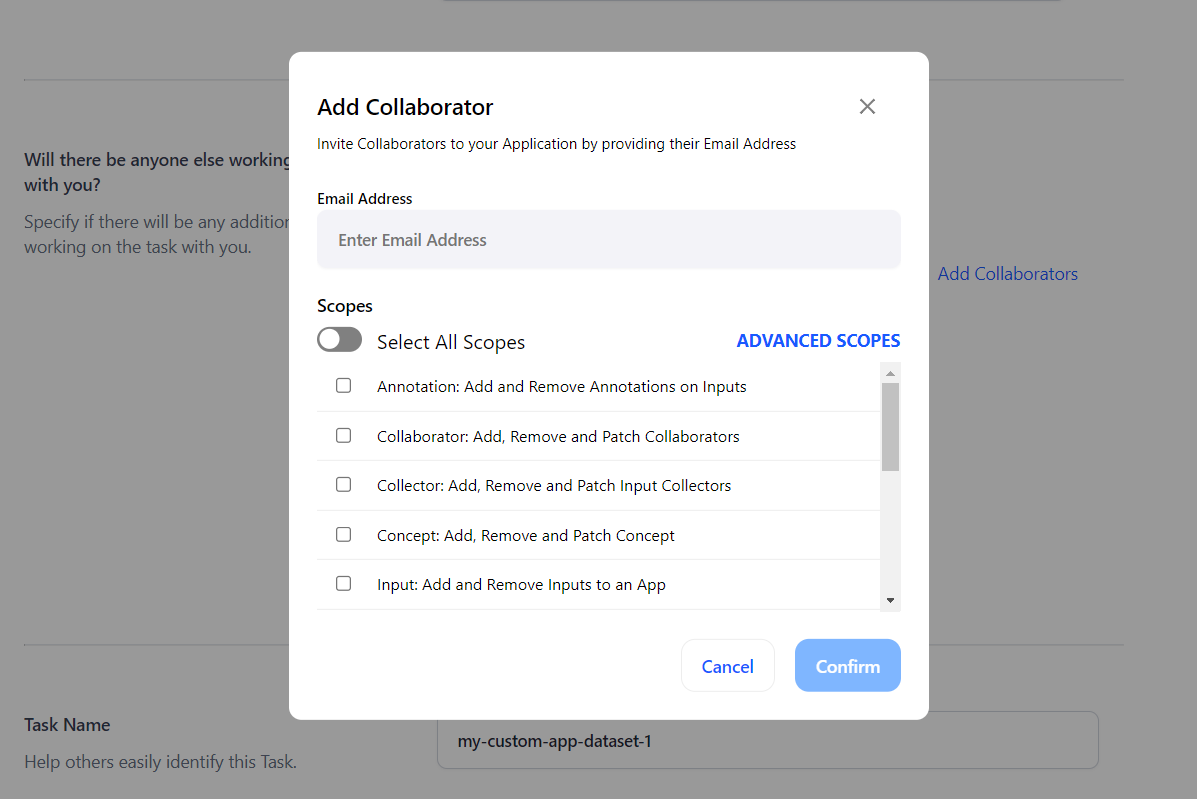 Add Collaborator
Invite Collaborators to your Application by providing their Email Address
Will there be anyone else working
with you?
Specify if there will be any addition
working on the task with you.
Email Address
Enter Email Address
Add Collaborators
Scopes
Select All Scopes
ADVANCED SCOPES
Annotation: Add and Remove Annotations on Inputs
Collaborator: Add, Remove and Patch Collaborators
Collector: Add, Remove and Patch Input Collectors
Concept: Add, Remove and Patch Concept
Input: Add and Remove Inputs to an App
Cancel
Confirm
Task Name
Help others easily identify this Task.
my-custom-app-dataset-1